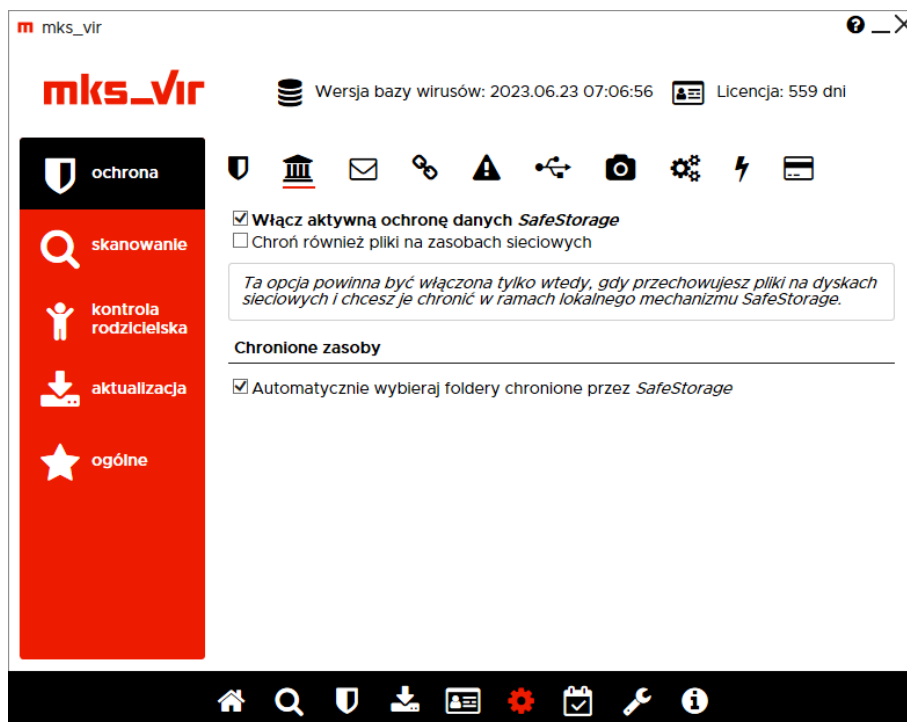 mks_vir
mks_vir
Wersja bazy wirusów: 2023.06.23 07:06:56
Licencja: 559 dni
ochrona
skanowanie
kontrola
rodzicielska
aktualizacja
ogólne
Włącz aktywną ochronę danych SafeStorage
Chroń również pliki na zasobach sieciowych
Ta opcja powinna być włączona tylko wtedy, gdy przechowujesz pliki na dyskach
sieciowych i chcesz je chronić w ramach lokalnego mechanizmu SafeStorage.
Chronione zasoby
Automatycznie wybieraj foldery chronione przez SafeStorage